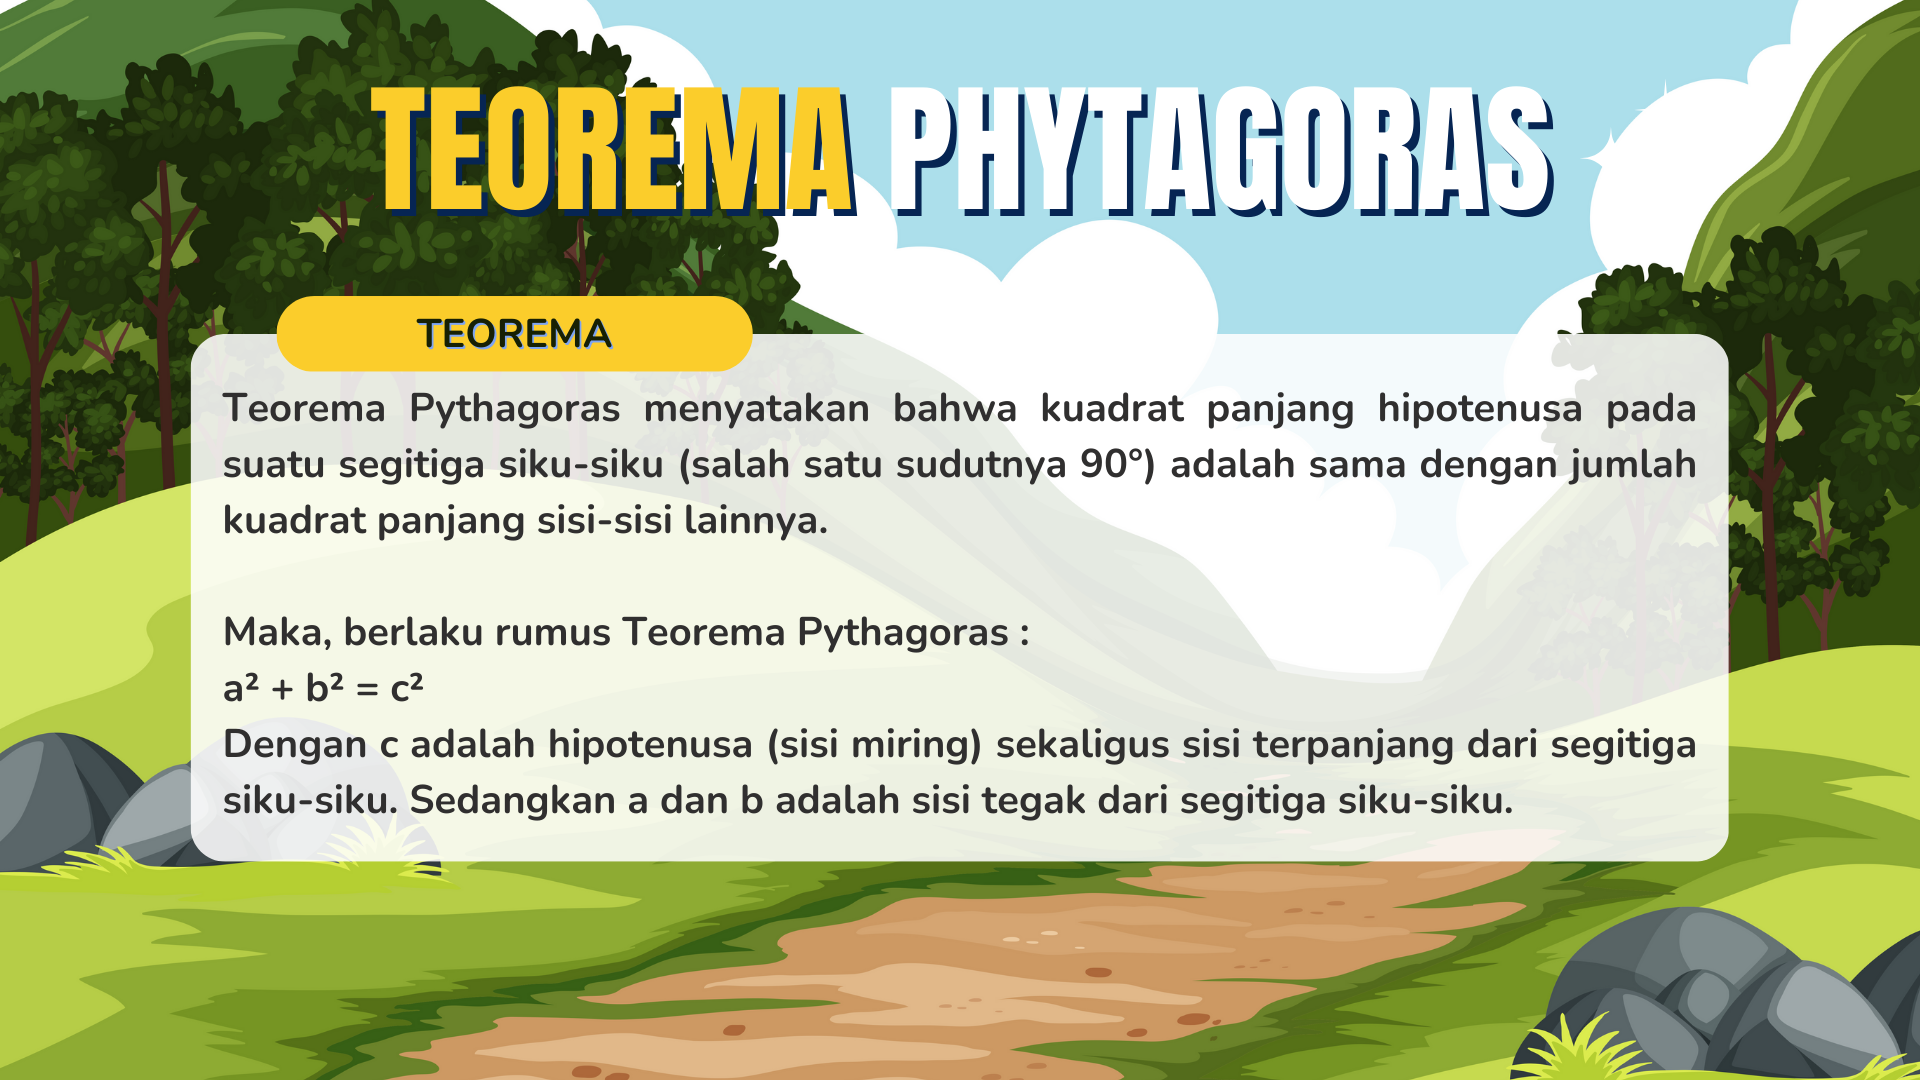 TEOREMA PHYTAGORAS
TEOREMA
Teorema Pythagoras menyatakan bahwa kuadrat panjang hipotenusa pada
suatu segitiga siku-siku (salah satu sudutnya 90°) adalah sama dengan jumlah
kuadrat panjang sisi-sisi lainnya.
Maka, berlaku rumus Teorema Pythagoras :
a² + b² = c²
Dengan c adalah hipotenusa (sisi miring) sekaligus sisi terpanjang dari segitiga
siku-siku. Sedangkan a dan b adalah sisi tegak dari segitiga siku-siku.